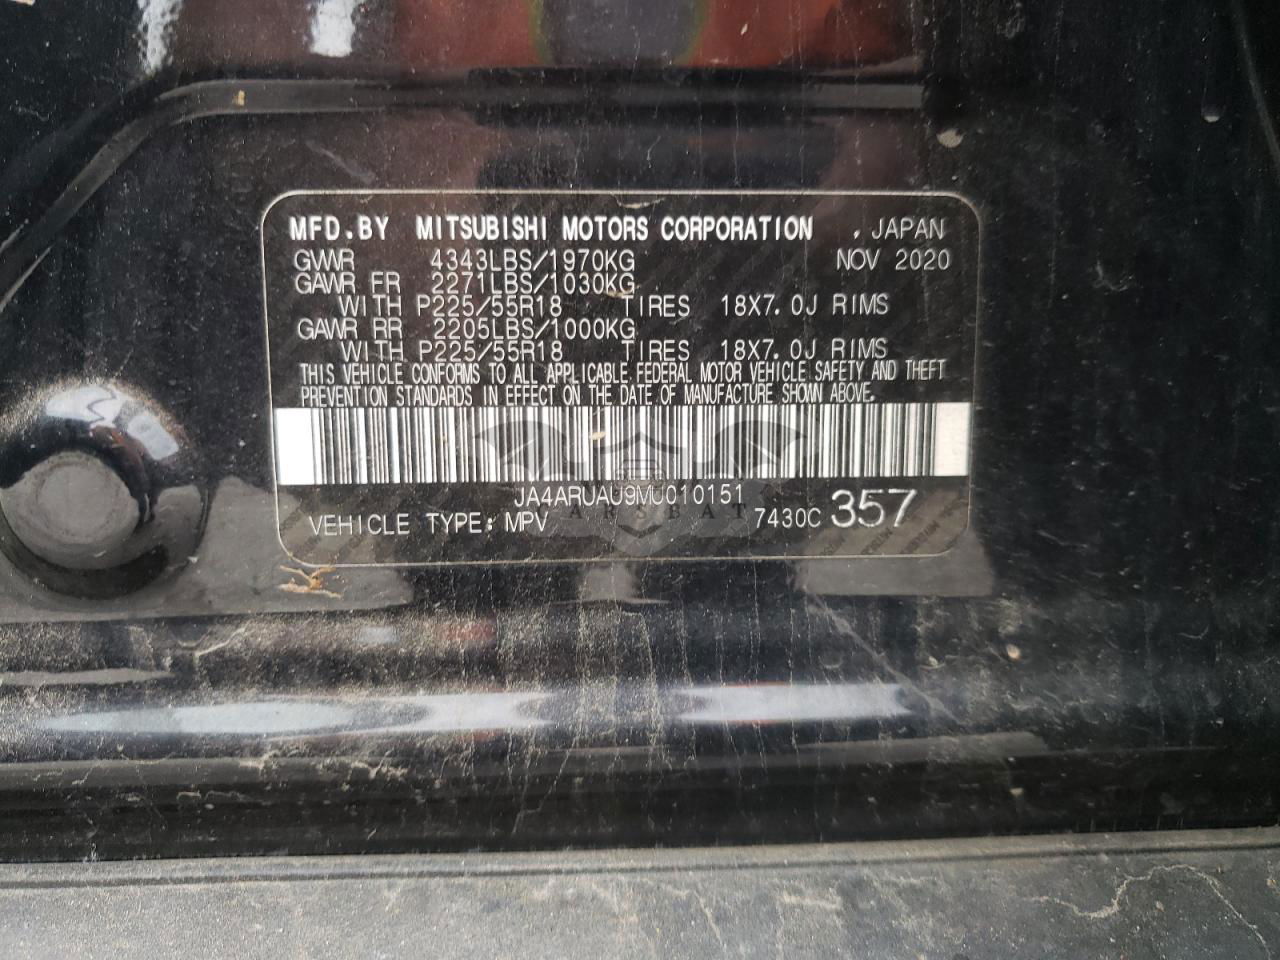 MFD.BY MITSUBISHI MOTORS CORPORATION , JAPAN
GVWR 4343LBS/1970KG NOV 2020
GAWR FR 2271LBS/1030KG
WITH P225/55R18 TIRES 18X7.0J RIMS
GAWR RR 2205LBS/1000KG
WITH P225/55R18 TIRES 18X7.0J RIMS
THIS VEHICLE CONFORMS TO ALL APPLICABLE FEDERAL MOTOR VEHICLE SAFETY AND THEFT
PREVENTION STANDARDS IN EFFECT ON THE DATE OF MANUFACTURE SHOWN ABOVE.
JA4ARUAU9MU010151
CARSBAT
VEHICLE TYPE: MPV 7430C 357